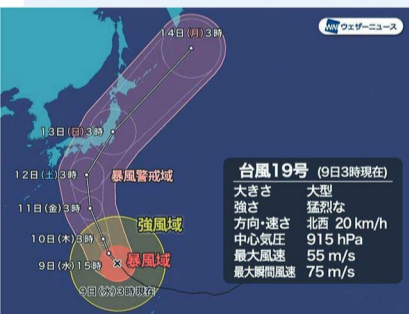 ウェザーニュース
14日(月)3時
13日(日)3時
12日(土)3時
暴風警戒域
11日(金)3時
強風域
10日(木)3時
暴風域
9日(水)15時
9日(水)3時現在
台風19号 (9日3時現在)
大きさ 大型
強さ 猛烈な
方向・速さ 北西 20 km/h
中心気圧 915 hPa
最大風速 55 m/s
最大瞬間風速 75 m/s